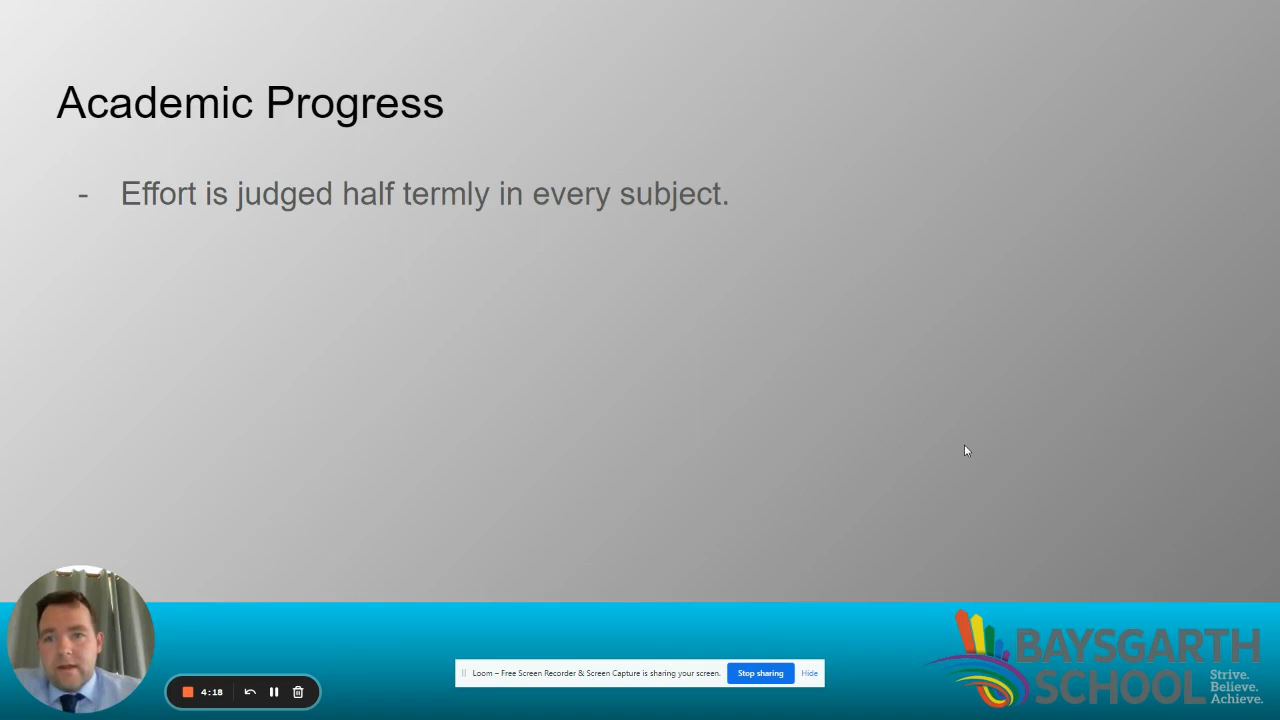 Academic Progress
- Effort is judged half termly in every subject.
4:18
Loom – Free Screen Recorder & Screen Capture is sharing your screen.
Stop sharing
Hide
BAYSGARTH
SCHOOL
Strive.
Believe.
Achieve.